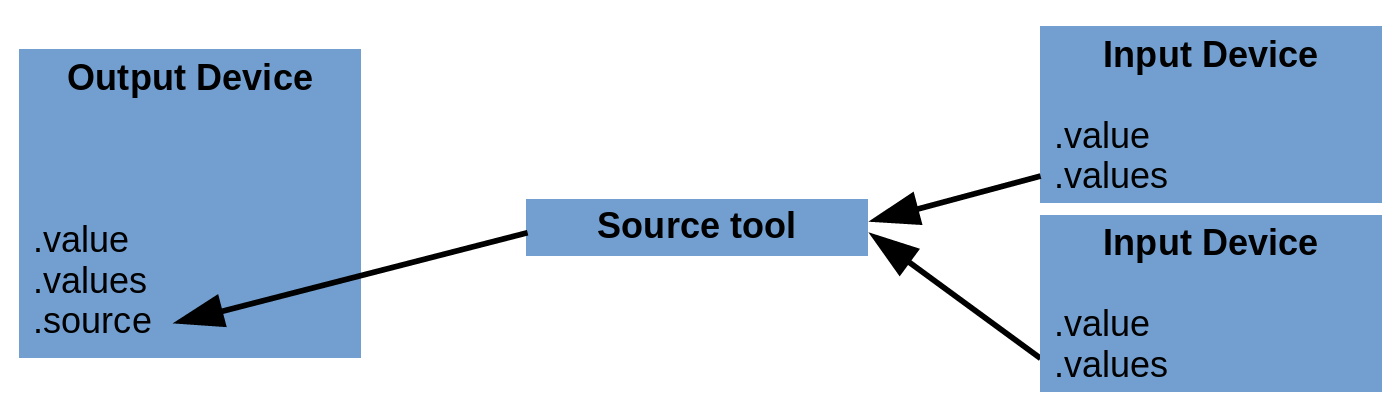 Output Device
.value
.values
.source
Source tool
Input Device
.value
.values
Input Device
.value
.values